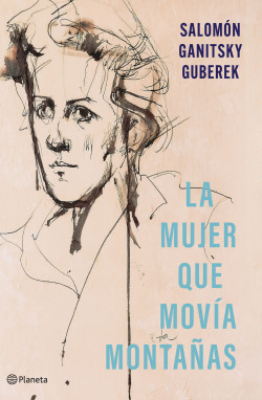 SALOMÓN
GANITSKY
GUBEREK
LA
MUJER
QUE
MOVÍA
MONTAÑAS
Planeta